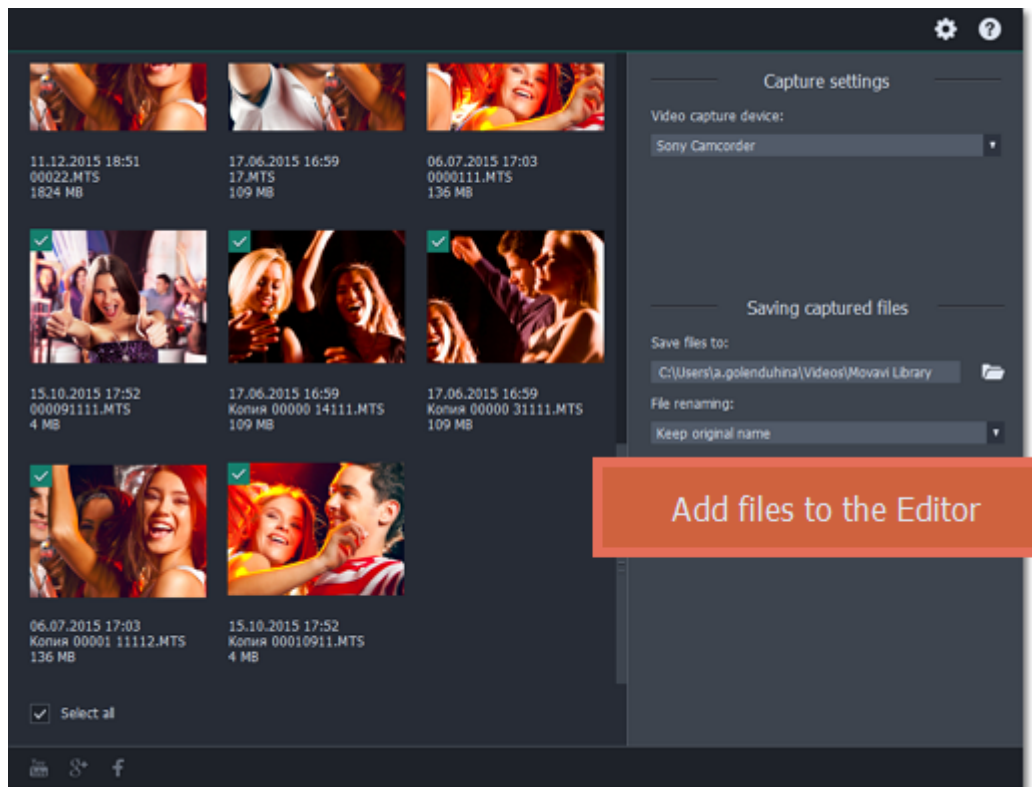 Capture settings
Video capture device:
Sony Camcorder
11.12.2015 18:51
00022.MTS
1824 MB
17.06.2015 16:59
17.MTS
109 MB
06.07.2015 17:03
0000111.MTS
136 MB
15.10.2015 17:52
000091111.MTS
4 MB
17.06.2015 16:59
Копия 00000 14111.MTS
109 MB
17.06.2015 16:59
Копия 00000 31111.MTS
109 MB
Saving captured files
Save files to:
C:\Users\a.golenduhina\Videos\Movavi Library
File renaming:
Keep original name
Add files to the Editor
06.07.2015 17:03
Копия 00001 11112.MTS
136 MB
15.10.2015 17:52
Копия 00010911.MTS
4 MB
Select all